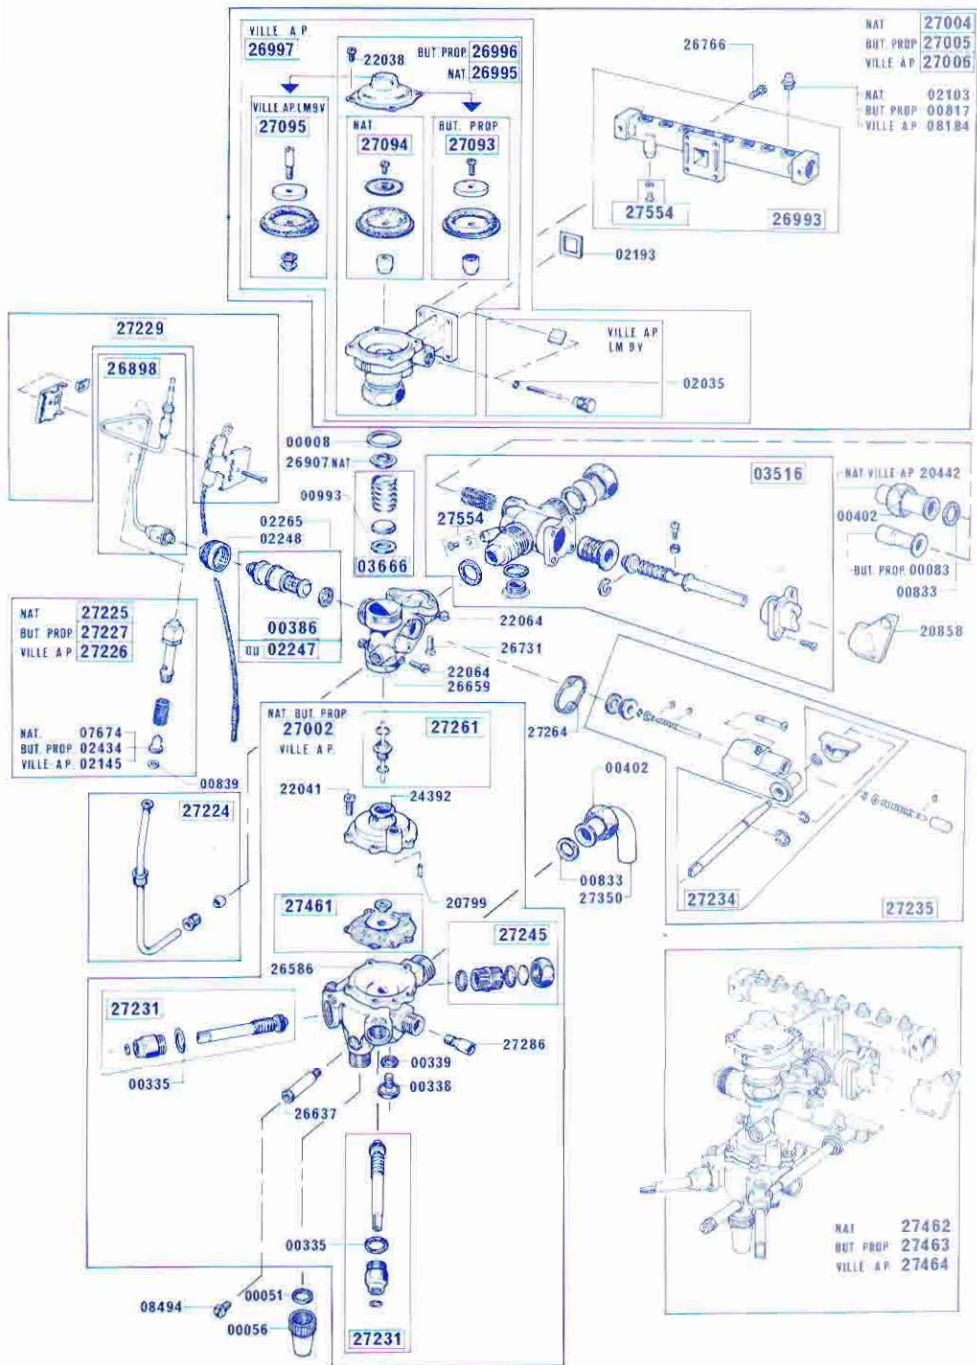 VILLE A P
26997
22038
BUT. PROP. 26996
NAT. 26995
VILLE AP. LM 9V
27095
NAT.
27094
BUT. PROP
27093
26766
NAT 27004
BUT. PROP 27005
VILLE A P 27006
NAT. 02103
BUT PROP 00817
VILLE A P 08184
27554
26993
02193
VILLE A P.
LM 9V
02035
27229
26898
00008
26907 NAT
00993
03666
02265
02248
00386
OU 02247
27554
03516
NAT VILLE A P 20442
00402
BUT. PROP 00083
00833
20858
22064
26731
22064
26659
NAT 27225
BUT PROP 27227
VILLE A P 27226
NAT. 07674
BUT. PROP 02434
VILLE A P. 02145
00839
27224
NAT. BUT. PROP
27002
VILLE A P.
27261
27264
22041
24392
20799
00402
00833
27350
27234
27235
27461
27245
26586
27231
00335
27286
00339
00338
26637
00335
27231
08494
00051
00056
NAT 27462
BUT PROP 27463
VILLE A P 27464